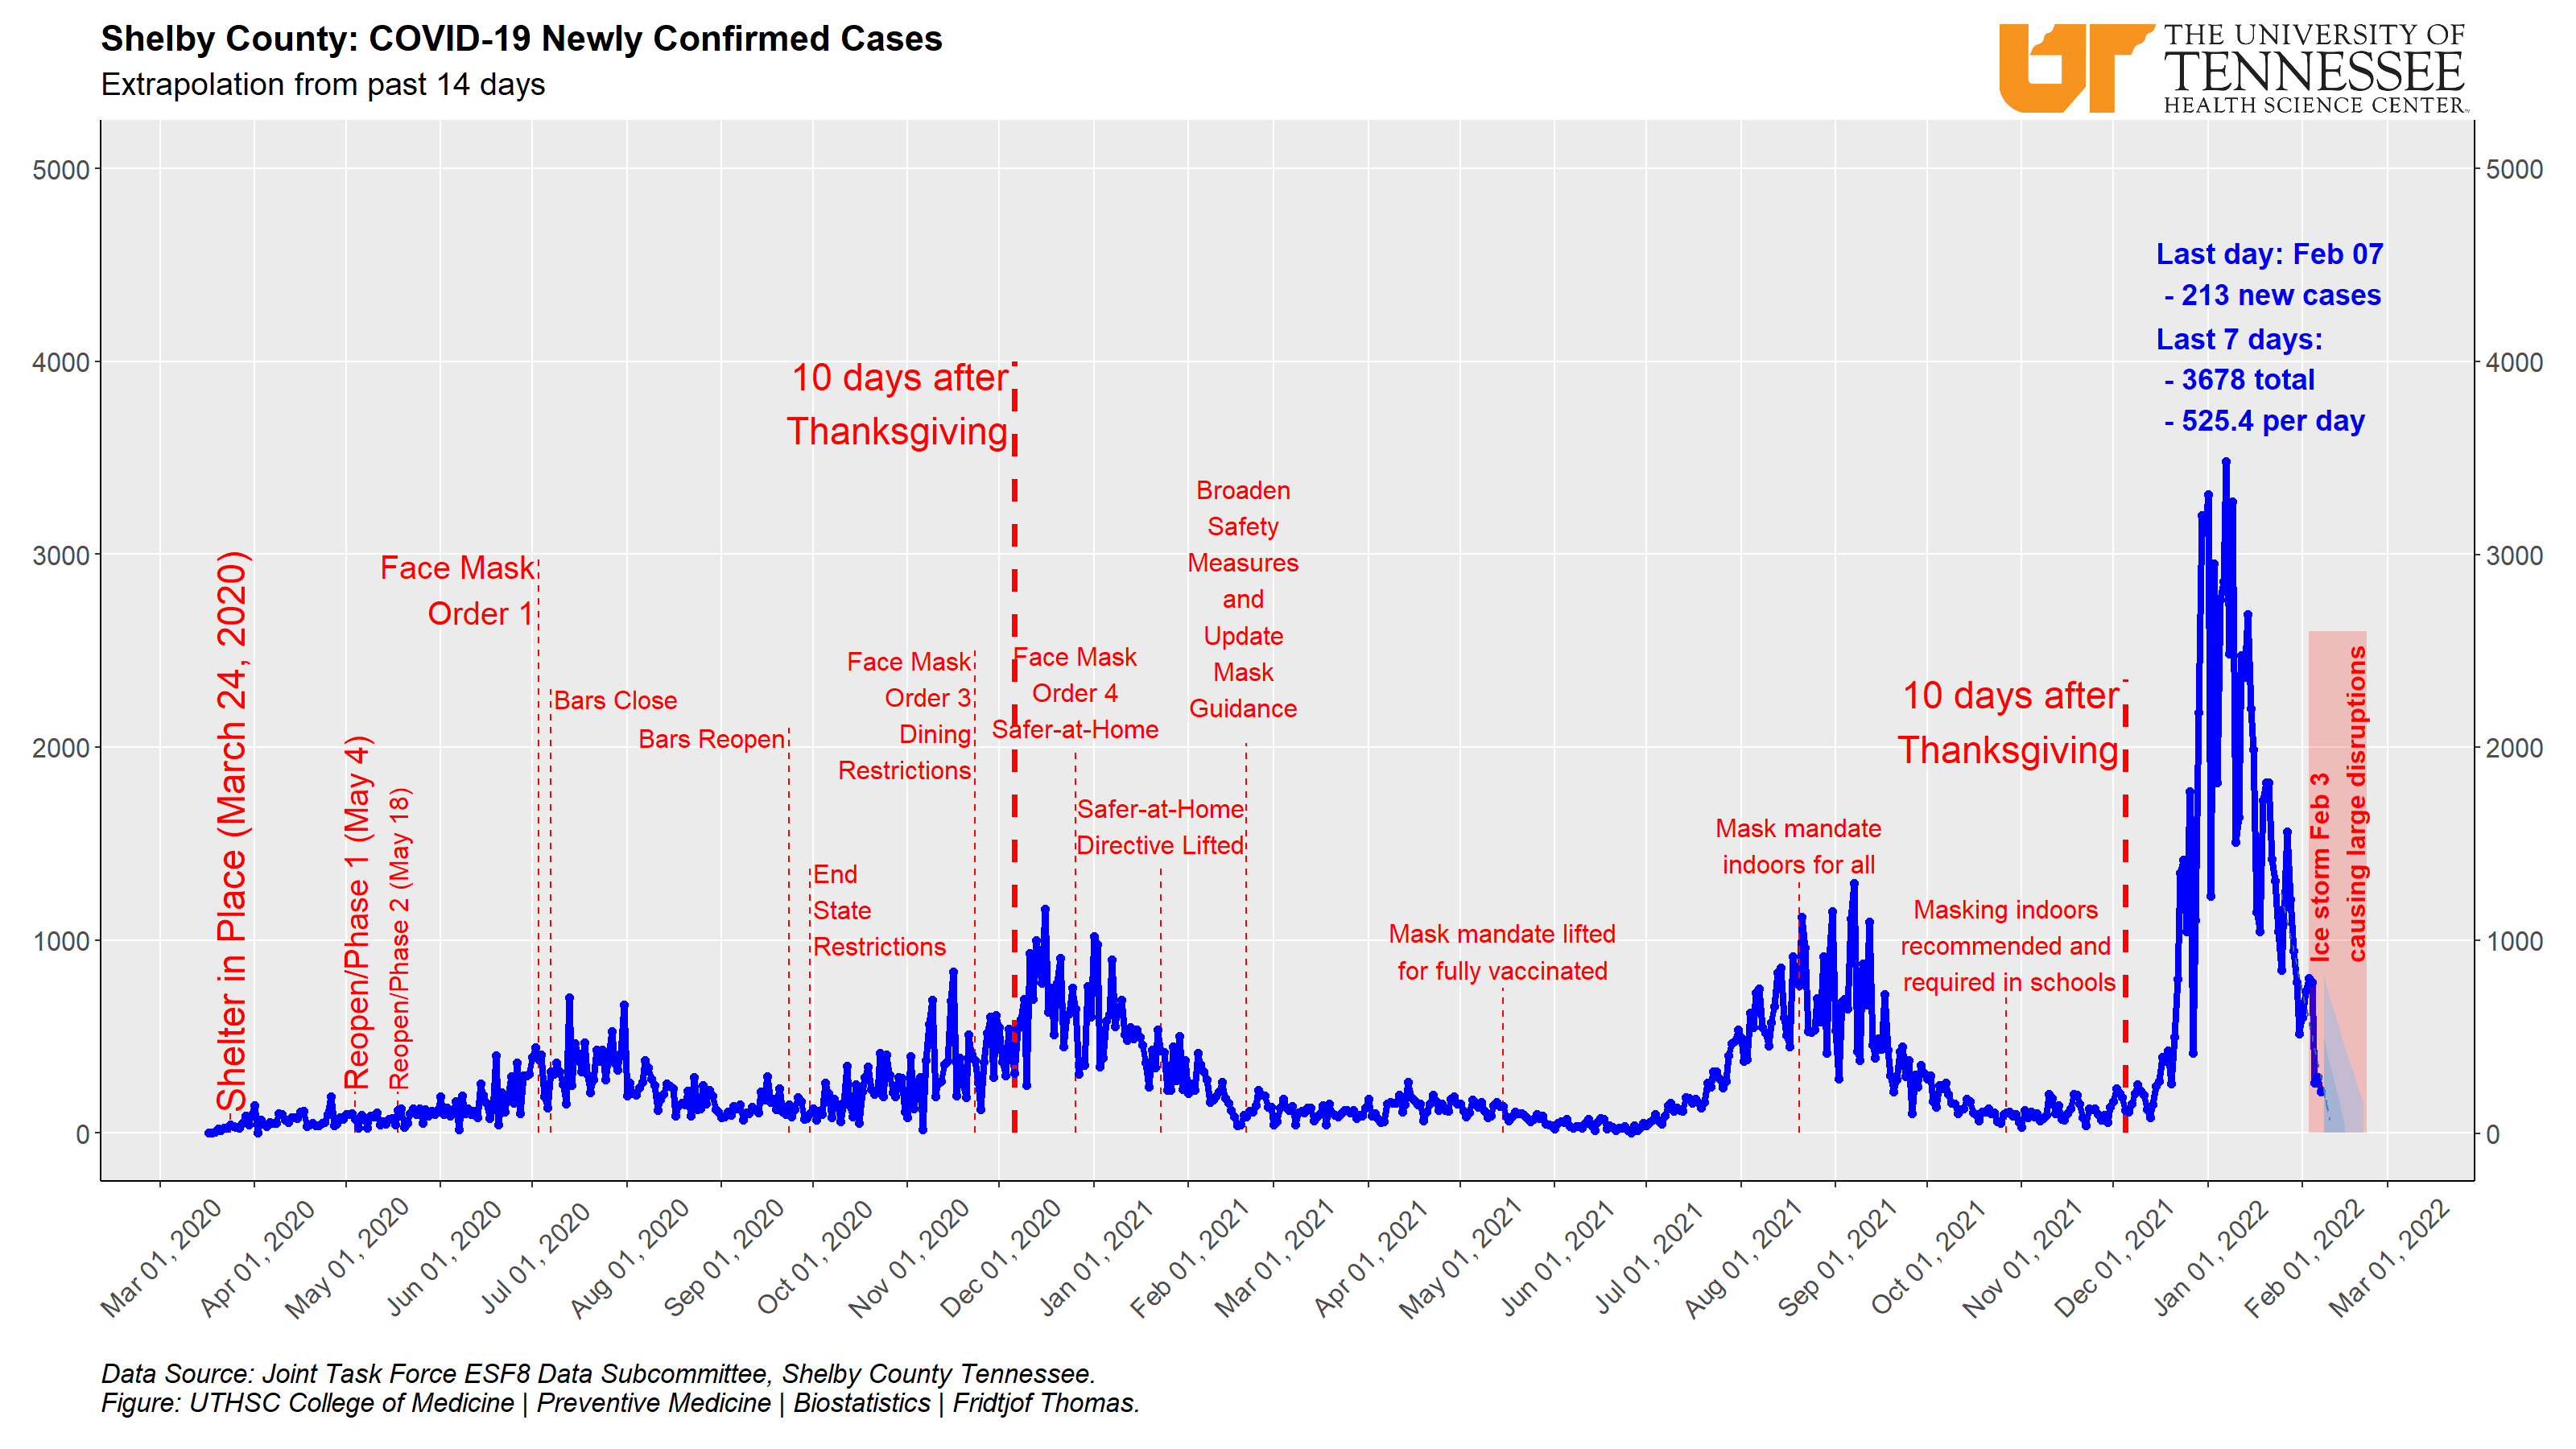 Shelby County: COVID-19 Newly Confirmed Cases
Extrapolation from past 14 days
UT
THE UNIVERSITY OF
TENNESSEE
HEALTH SCIENCE CENTER
5000
4000
3000
2000
1000
0
5000
4000
3000
2000
1000
0
Shelter in Place (March 24, 2020)
Reopen/Phase 1 (May 4)
Reopen/Phase 2 (May 18)
Face Mask
Order 1
Bars Close
Bars Reopen
End
State
Restrictions
Face Mask
Order 3
Dining
Restrictions
10 days after
Thanksgiving
Face Mask
Order 4
Safer-at-Home
Safer-at-Home
Directive Lifted
Broaden
Safety
Measures
and
Update
Mask
Guidance
Mask mandate lifted
for fully vaccinated
Mask mandate
indoors for all
Masking indoors
recommended and
required in schools
10 days after
Thanksgiving
Last day: Feb 07
- 213 new cases
Last 7 days:
- 3678 total
- 525.4 per day
Ice storm Feb 3
causing large disruptions
Mar 01, 2020
Apr 01, 2020
May 01, 2020
Jun 01, 2020
Jul 01, 2020
Aug 01, 2020
Sep 01, 2020
Oct 01, 2020
Nov 01, 2020
Dec 01, 2020
Jan 01, 2021
Feb 01, 2021
Mar 01, 2021
Apr 01, 2021
May 01, 2021
Jun 01, 2021
Jul 01, 2021
Aug 01, 2021
Sep 01, 2021
Oct 01, 2021
Nov 01, 2021
Dec 01, 2021
Jan 01, 2022
Feb 01, 2022
Mar 01, 2022
Data Source: Joint Task Force ESF8 Data Subcommittee, Shelby County Tennessee.
Figure: UTHSC College of Medicine | Preventive Medicine | Biostatistics | Fridtjof Thomas.